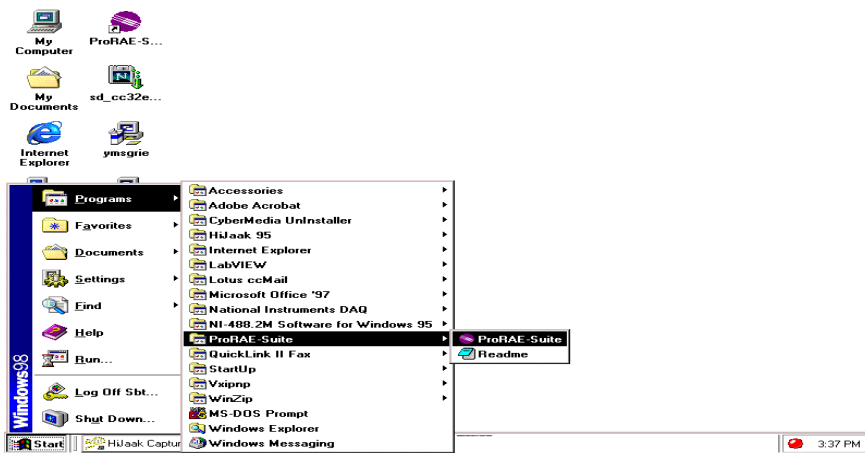 My Computer
ProRAE-S...
My Documents
sd_cc32e...
Internet Explorer
ymsgrie
Programs
Favorites
Documents
Settings
Find
Help
Run...
Log Off Sbt...
Shut Down...
Windows98
Accessories
Adobe Acrobat
CyberMedia UnInstaller
HiJaak 95
Internet Explorer
LabVIEW
Lotus ccMail
Microsoft Office '97
National Instruments DAQ
NI-488.2M Software for Windows 95
ProRAE-Suite
QuickLink II Fax
StartUp
Vxipnp
WinZip
MS-DOS Prompt
Windows Explorer
Windows Messaging
ProRAE-Suite
Readme
Start
HiJaak Captur
3:37 PM